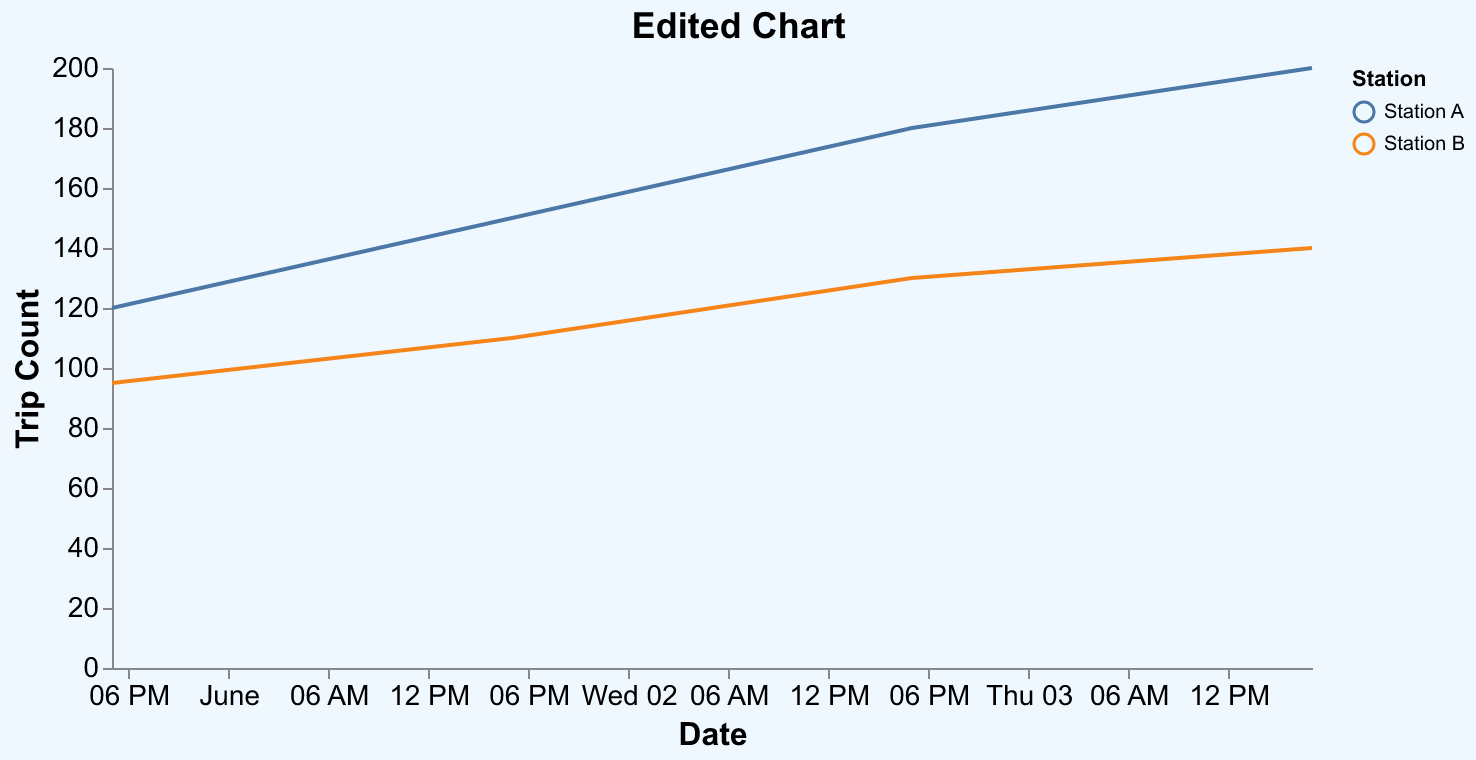 Edited Chart
Trip Count
200
180
160
140
120
100
80
60
40
20
0
06 PM June 06 AM 12 PM 06 PM Wed 02 06 AM 12 PM 06 PM Thu 03 06 AM 12 PM
Date
Station
Station A
Station B